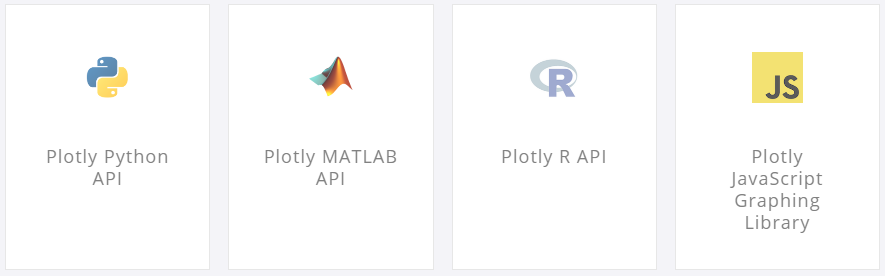 Plotly Python
API
Plotly MATLAB
API
R
Plotly R API
JS
Plotly
JavaScript
Graphing
Library